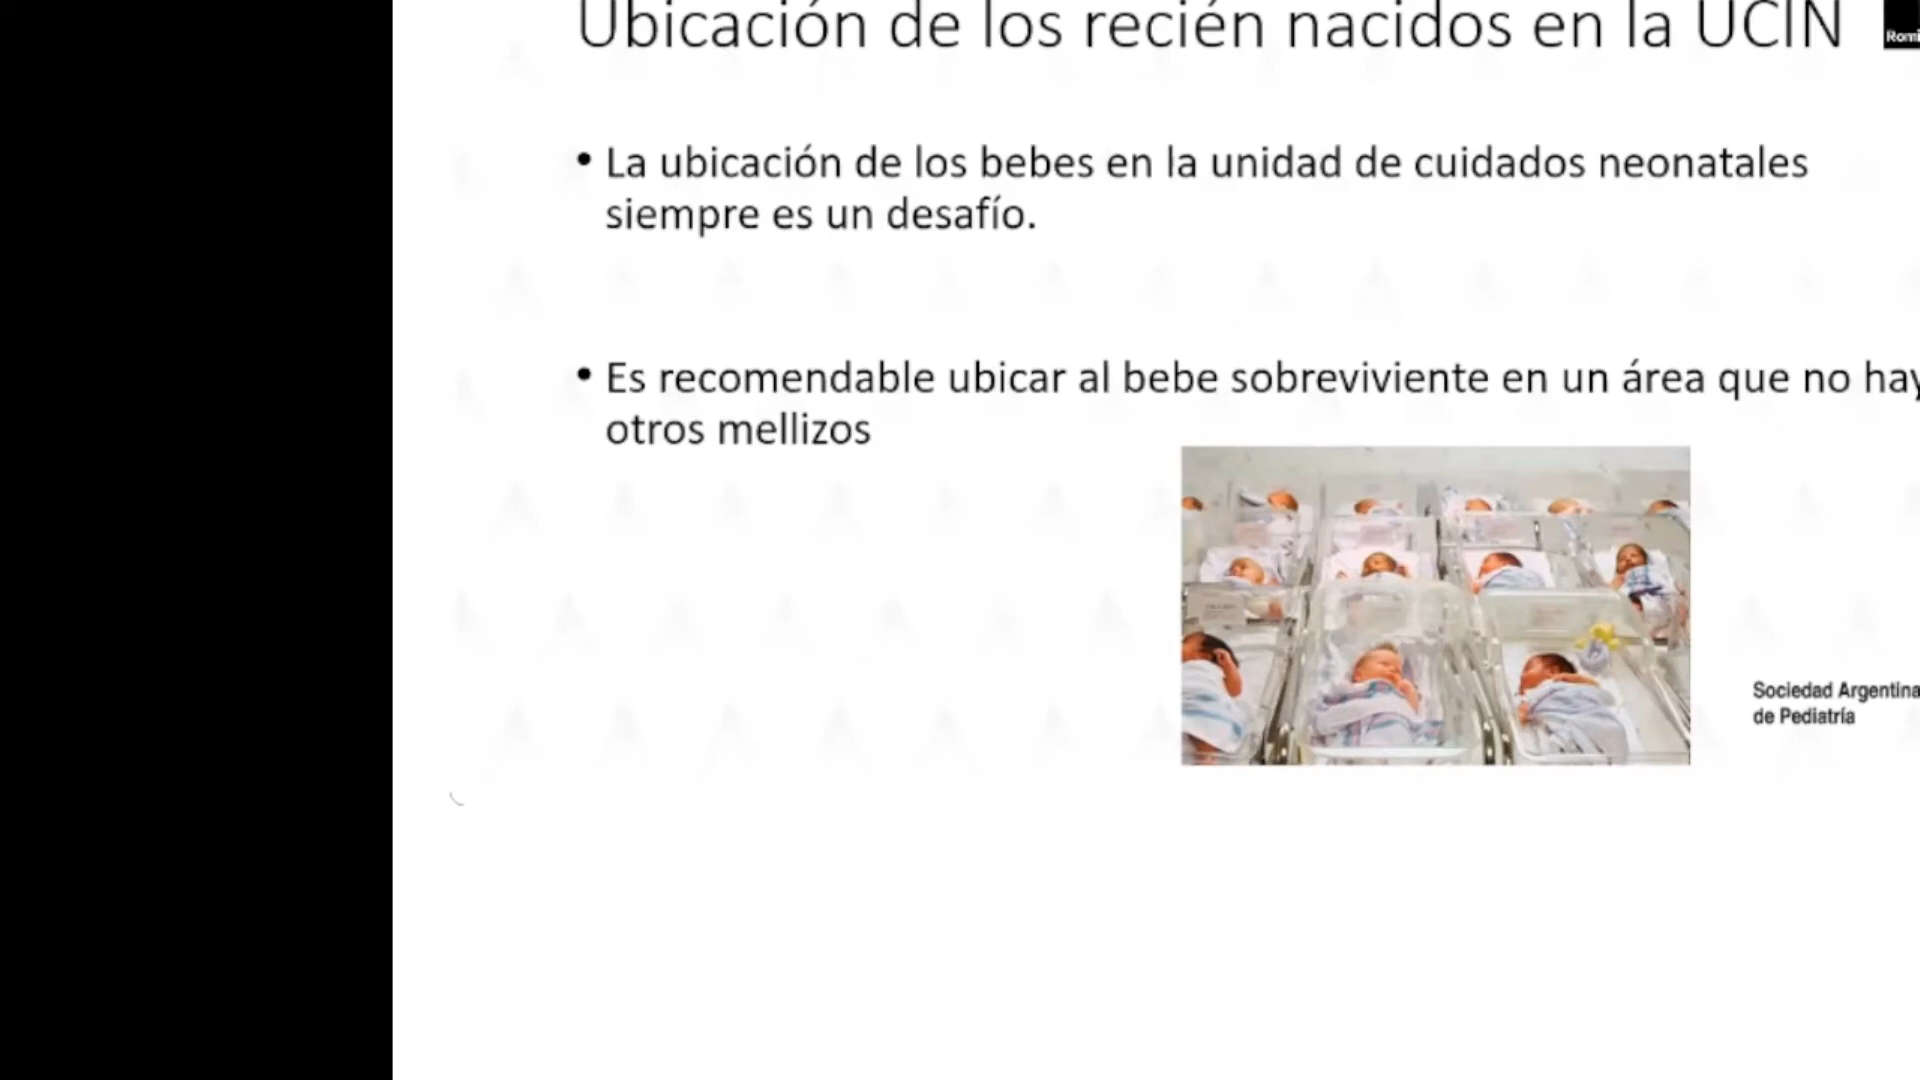 Ubicación de los recién nacidos en la UCIN
Romi
• La ubicación de los bebes en la unidad de cuidados neonatales
siempre es un desafío.
• Es recomendable ubicar al bebe sobreviviente en un área que no hay
otros mellizos
Sociedad Argentina
de Pediatría